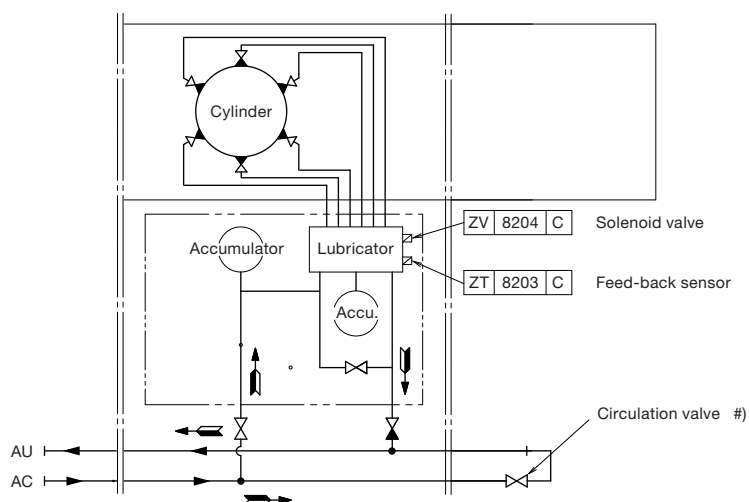 Cylinder
ZV 8204 C Solenoid valve
Accumulator Lubricator
ZT 8203 C Feed-back sensor
Accu.
Circulation valve #)
AU
AC